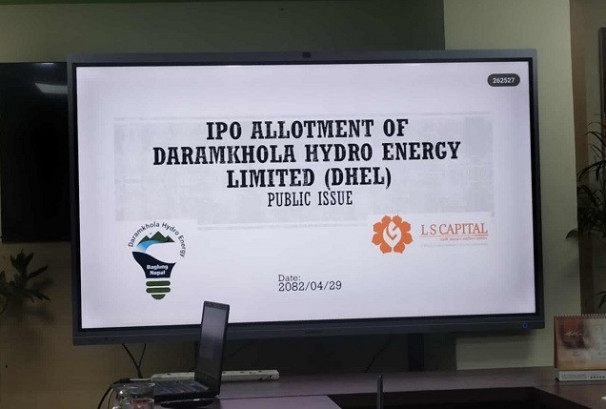 262527
IPO ALLOTMENT OF
DARAMKHOLA HYDRO ENERGY
LIMITED (DHEL)
PUBLIC ISSUE
Daramkhola Hydro Energy
Baglung
Nepal
L S CAPITAL
Date:
2082/04/29